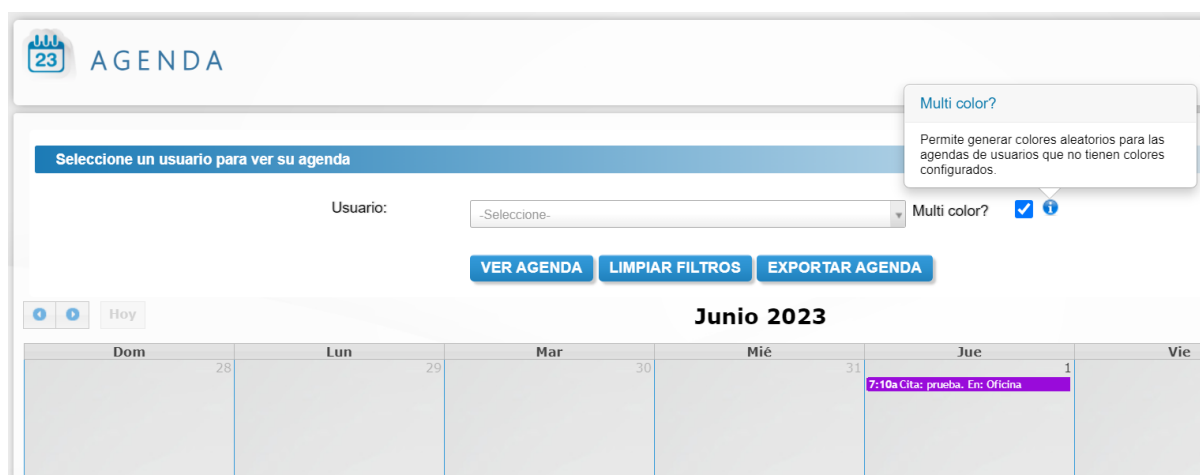 23
AGENDA
Multi color?
Permite generar colores aleatorios para las
agendas de usuarios que no tienen colores
configurados.
Seleccione un usuario para ver su agenda
Usuario:
-Seleccione-
Multi color?
VER AGENDA
LIMPIAR FILTROS
EXPORTAR AGENDA
Hoy
Junio 2023
Dom
Lun
Mar
Mié
Jue
Vie
28
29
30
31
1
7:10a Cita: prueba. En: Oficina